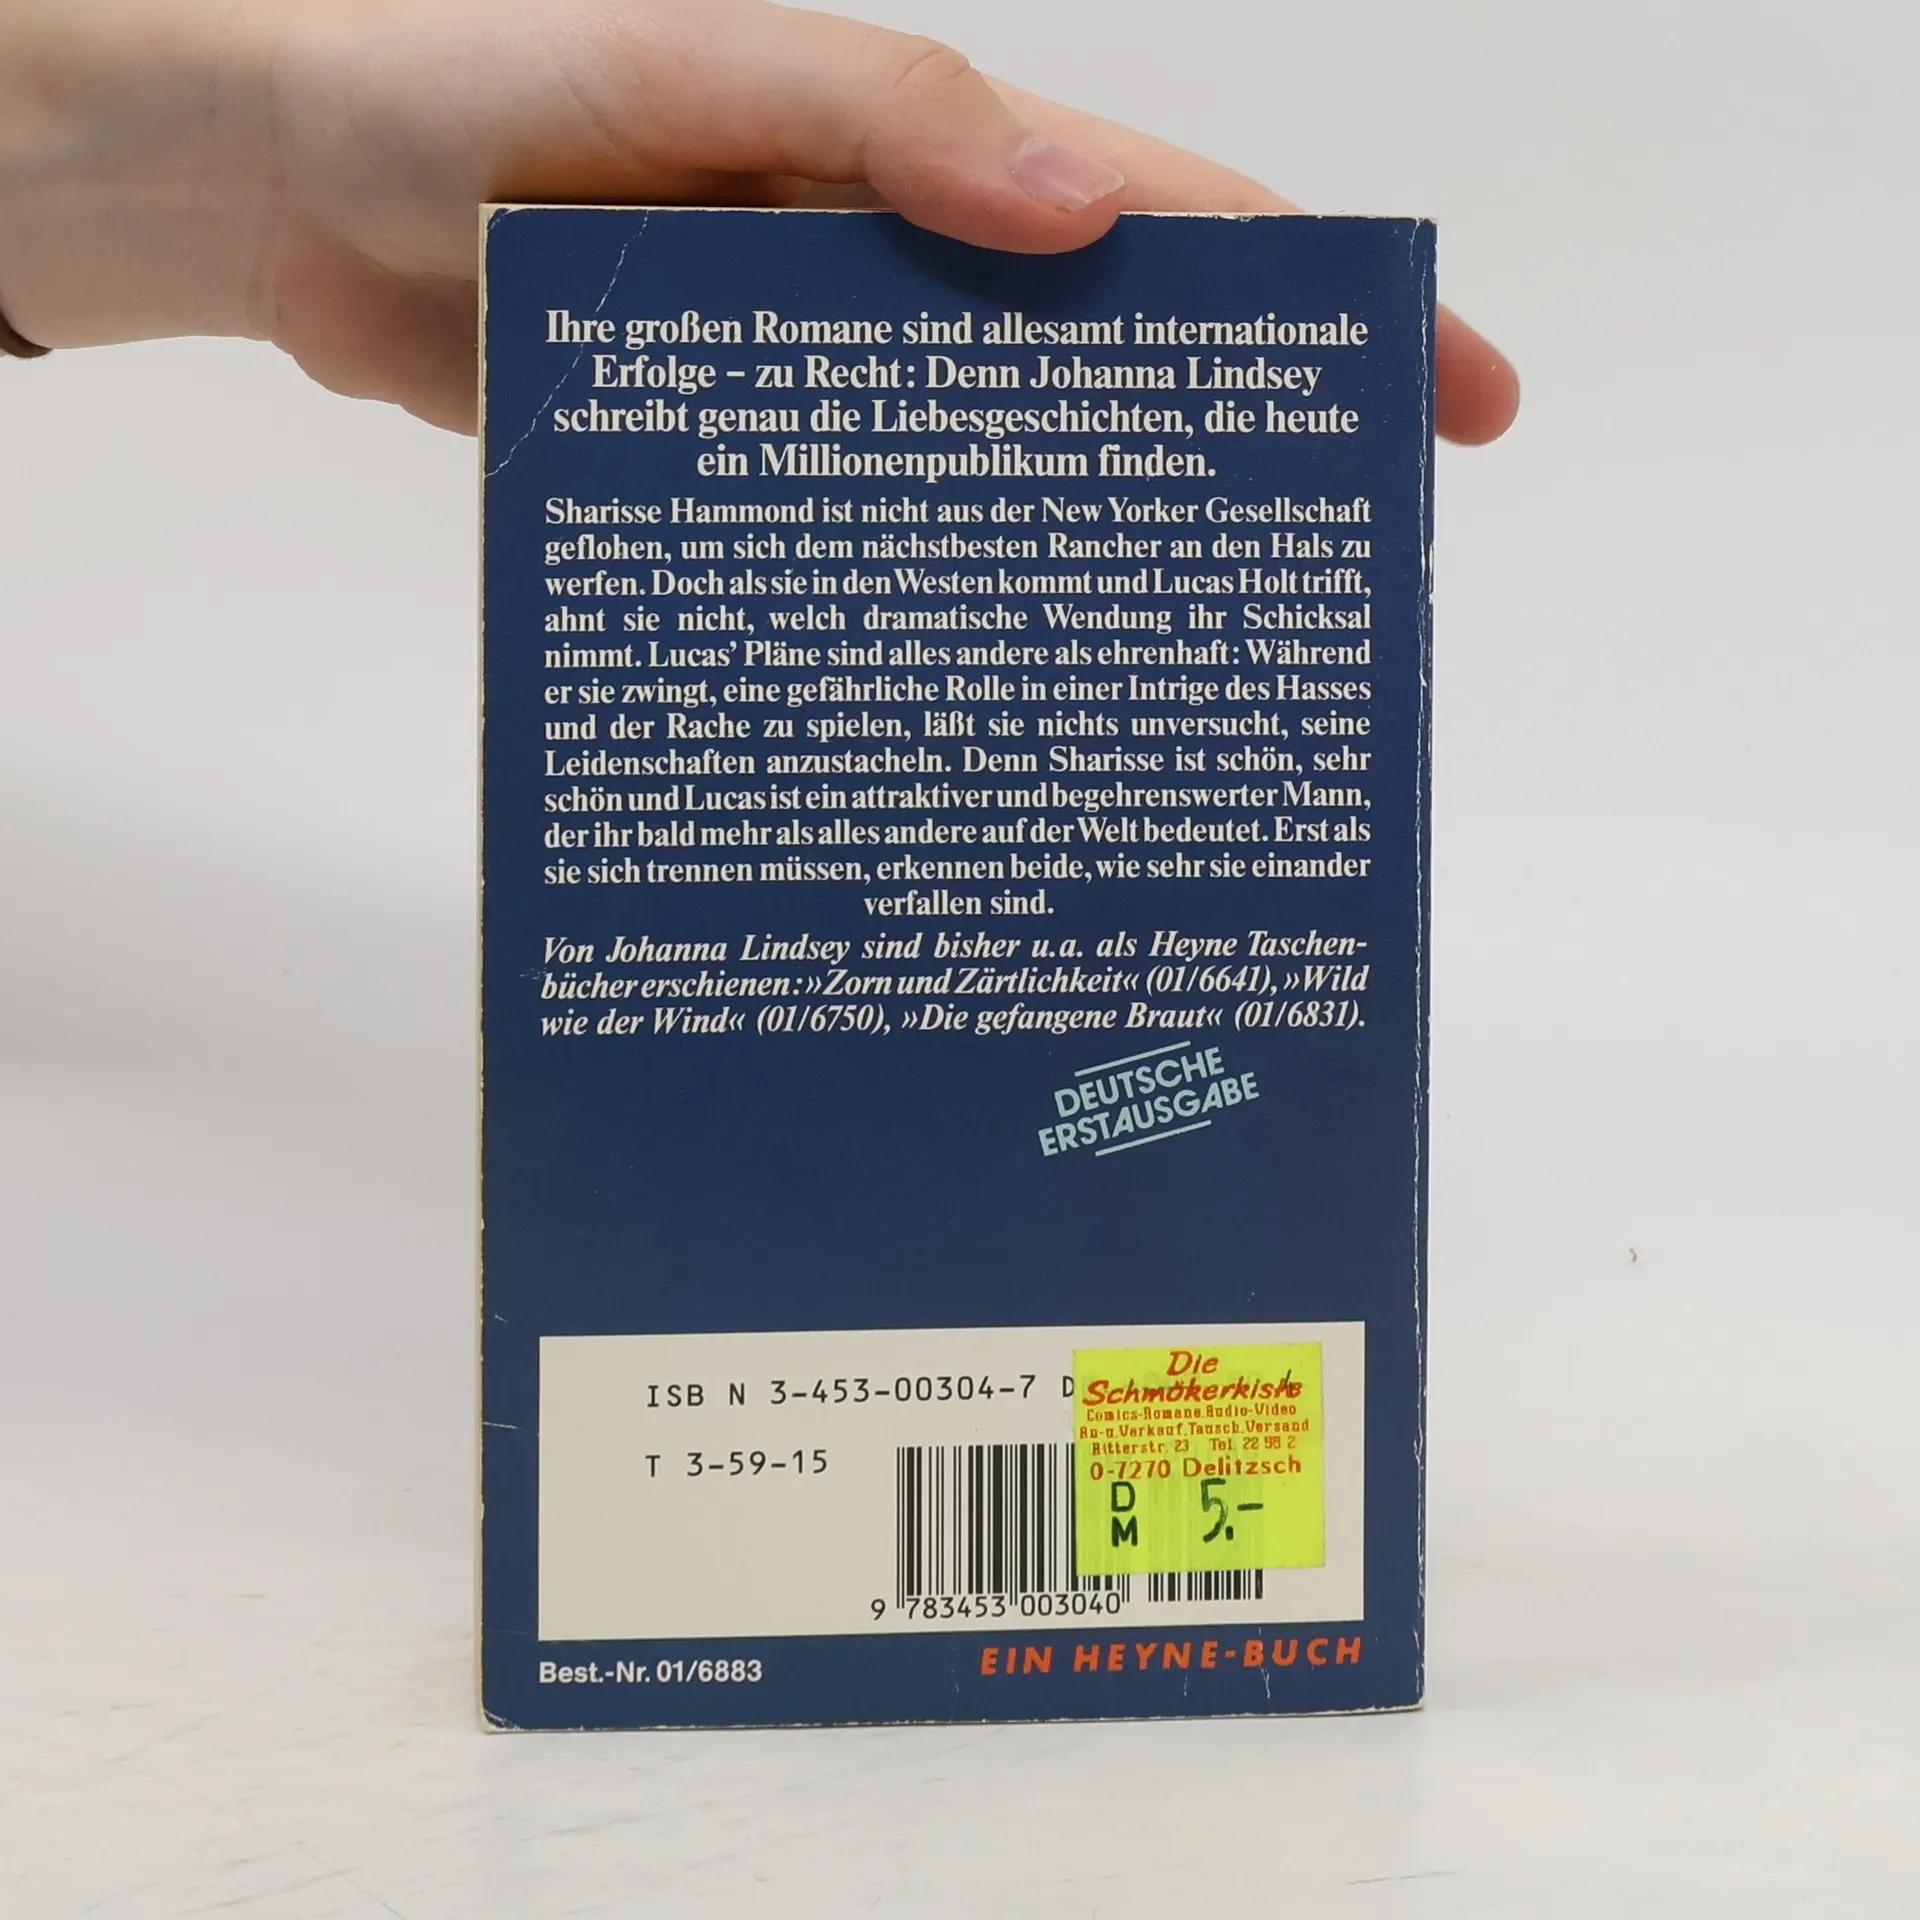 Ihre großen Romane sind allesamt internationale
Erfolge – zu Recht: Denn Johanna Lindsey
schreibt genau die Liebesgeschichten, die heute
ein Millionenpublikum finden.
Sharisse Hammond ist nicht aus der New Yorker Gesellschaft
geflohen, um sich dem nächstbesten Rancher an den Hals zu
werfen. Doch als sie in den Westen kommt und Lucas Holt trifft,
ahnt sie nicht, welch dramatische Wendung ihr Schicksal
nimmt. Lucas’ Pläne sind alles andere als ehrenhaft: Während
er sie zwingt, eine gefährliche Rolle in einer Intrige des Hasses
und der Rache zu spielen, läßt sie nichts unversucht, seine
Leidenschaften anzustacheln. Denn Sharisse ist schön, sehr
schön und Lucas ist ein attraktiver und begehrenswerter Mann,
der ihr bald mehr als alles andere auf der Welt bedeutet. Erst als
sie sich trennen müssen, erkennen beide, wie sehr sie einander
verfallen sind.
Von Johanna Lindsey sind bisher u.a. als Heyne Taschen-
bücher erschienen: »Zorn und Zärtlichkeit« (01/6641), »Wild
wie der Wind« (01/6750), »Die gefangene Braut« (01/6831).
DEUTSCHE
ERSTAUSGABE
ISB N 3-453-00304-7 D
T 3-59-15
Die
Schmökerkiste
Comics-Romane.Audio-Video
An-u.Verkauf,Tausch.Versand
Ritterstr. 23 Tel. 22 98 2
O-7270 Delitzsch
DM 5.-
9 783453 003040
Best.-Nr. 01/6883
EIN HEYNE-BUCH